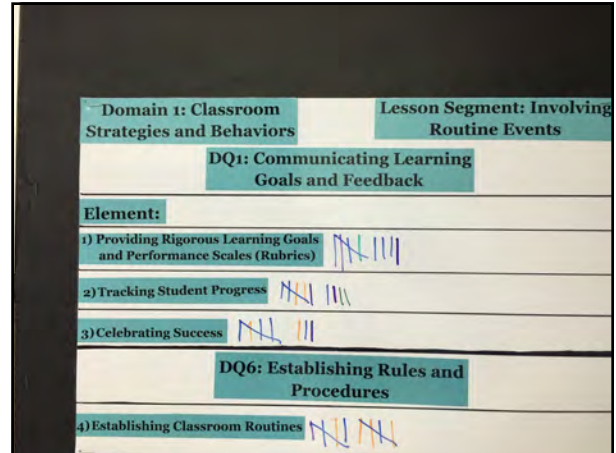 Domain 1: Classroom
Strategies and Behaviors
Lesson Segment: Involving
Routine Events
DQ1: Communicating Learning
Goals and Feedback
Element:
1) Providing Rigorous Learning Goals
and Performance Scales (Rubrics)
2) Tracking Student Progress
3) Celebrating Success
DQ6: Establishing Rules and
Procedures
4) Establishing Classroom Routines